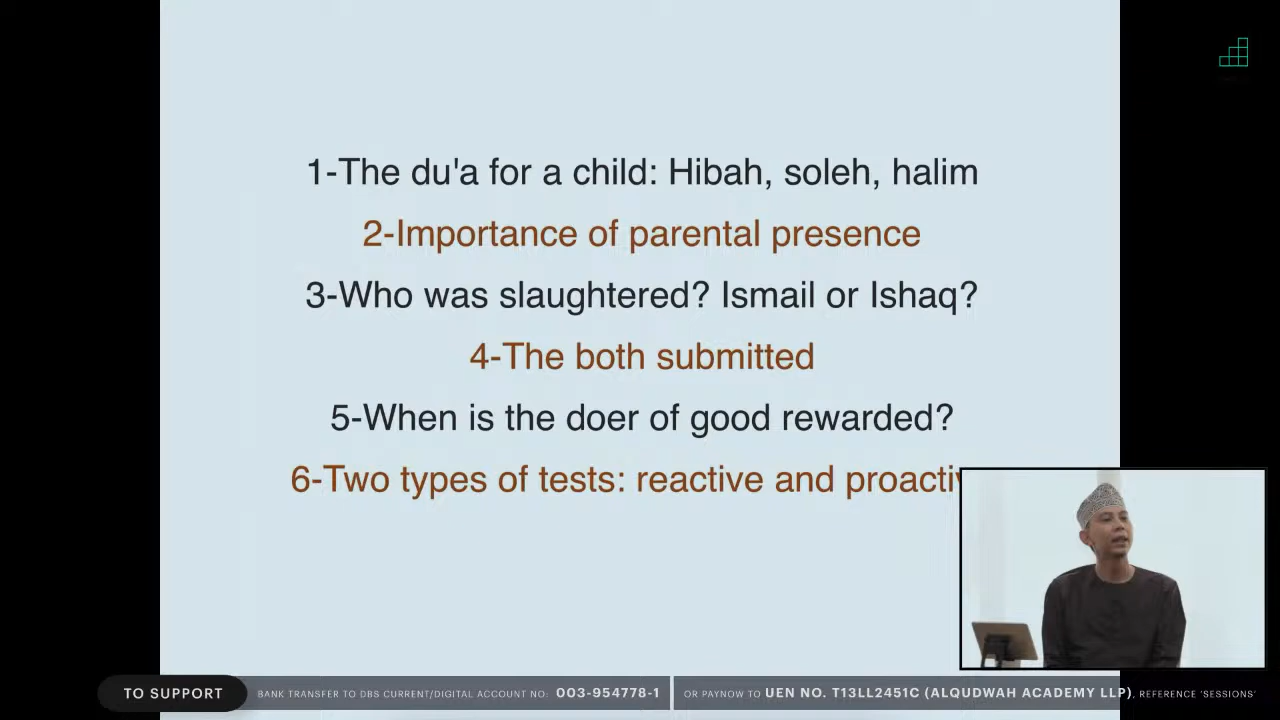 1-The du'a for a child: Hibah, soleh, halim
2-Importance of parental presence
3-Who was slaughtered? Ismail or Ishaq?
4-The both submitted
5-When is the doer of good rewarded?
6-Two types of tests: reactive and proactiv
TO SUPPORT BANK TRANSFER TO DBS CURRENT/DIGITAL ACCOUNT NO: 003-954778-1 OR PAYNOW TO UEN NO. T13LL2451C (ALQUDWAH ACADEMY LLP), REFERENCE 'SESSIONS'